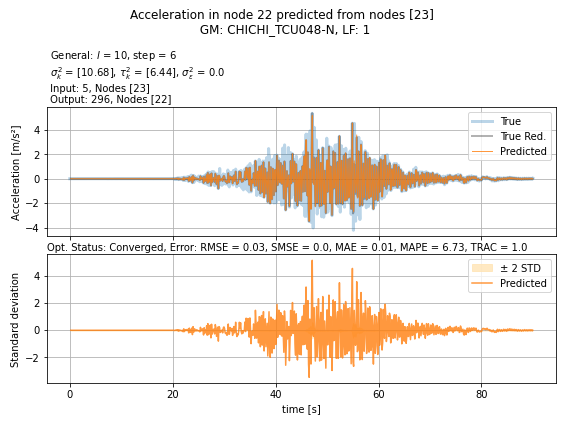 Acceleration in node 22 predicted from nodes [23]
GM: CHICHI_TCU048-N, LF: 1
General: l = 10, step = 6
σ²ₖ = [10.68], τ²ₖ = [6.44], σ²ε = 0.0
Input: 5, Nodes [23]
Output: 296, Nodes [22]
True
True Red.
Predicted
Acceleration [m/s²]
4
2
0
−2
−4
Opt. Status: Converged, Error: RMSE = 0.03, SMSE = 0.0, MAE = 0.01, MAPE = 6.73, TRAC = 1.0
± 2 STD
Predicted
Standard deviation
4
2
0
−2
0 20 40 60 80
time [s]